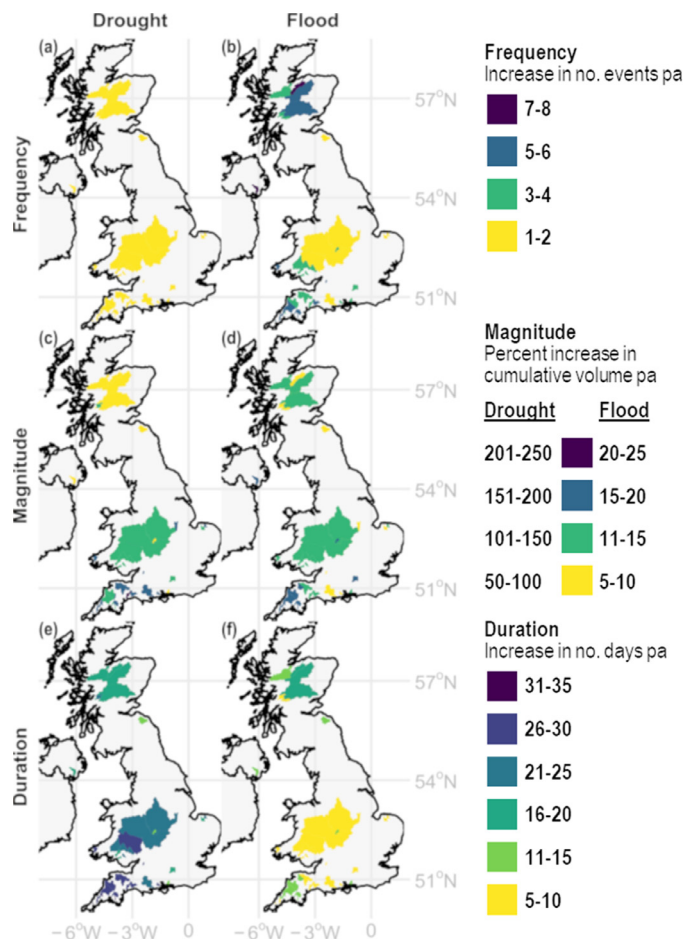 Drought
Flood
(a)
(b)
57°N
54°N
51°N
Frequency
(c)
(d)
57°N
54°N
51°N
Magnitude
(e)
(f)
57°N
54°N
51°N
Duration
−6°W
−3°W
0
−6°W
−3°W
0
Frequency
Increase in no. events pa
7-8
5-6
3-4
1-2
Magnitude
Percent increase in
cumulative volume pa
Drought Flood
201-250 20-25
151-200 15-20
101-150 11-15
50-100 5-10
Duration
Increase in no. days pa
31-35
26-30
21-25
16-20
11-15
5-10